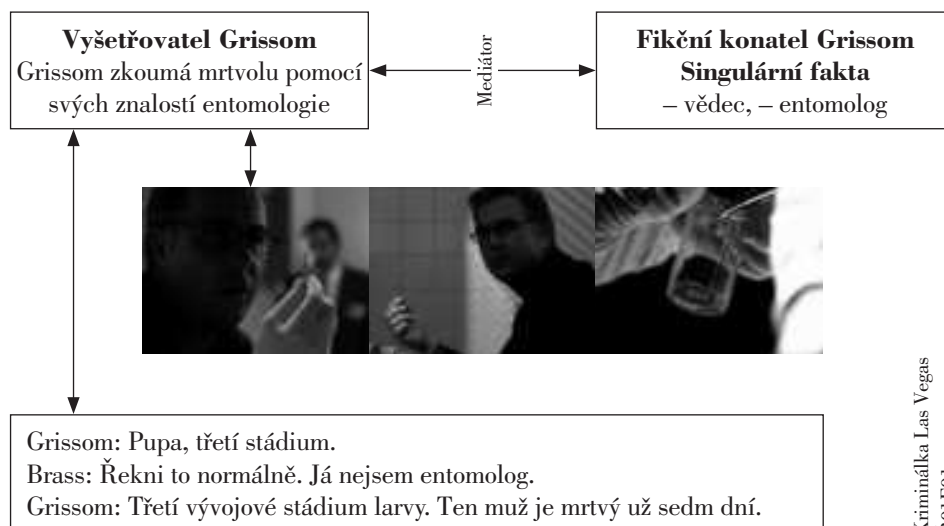 Vyšetřovatel Grissom
Grissom zkoumá mrtvolu pomocí
svých znalostí entomologie
Mediátor
Fikční konatel Grissom
Singulární fakta
– vědec, – entomolog
Grissom: Pupa, třetí stádium.
Brass: Řekni to normálně. Já nejsem entomolog.
Grissom: Třetí vývojové stádium larvy. Ten muž je mrtvý už sedm dní.
Kriminálka Las Vegas